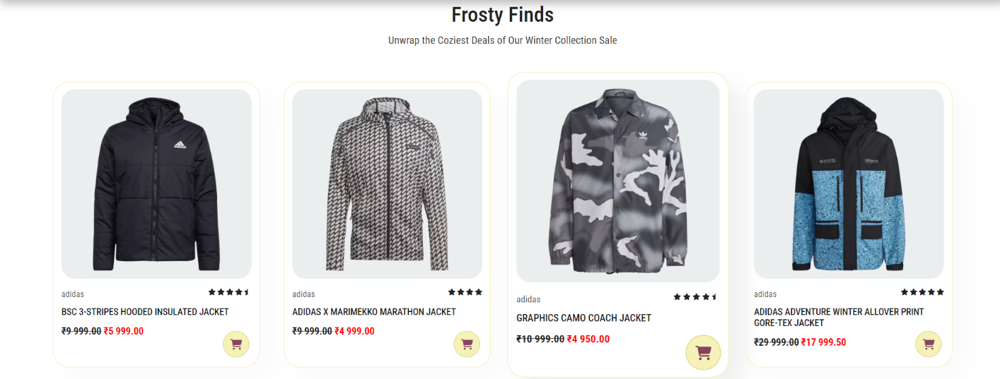 Frosty Finds
Unwrap the Coziest Deals of Our Winter Collection Sale
adidas
adidas
BSC 3-STRIPES HOODED INSULATED JACKET
₹9 999.00 ₹5 999.00
adidas
ADIDAS X MARIMEKKO MARATHON JACKET
₹9 999.00 ₹4 999.00
adidas
GRAPHICS CAMO COACH JACKET
₹10 999.00 ₹4 950.00
adidas
ADIDAS ADVENTURE WINTER ALLOVER PRINT
GORE-TEX JACKET
₹29 999.00 ₹17 999.50